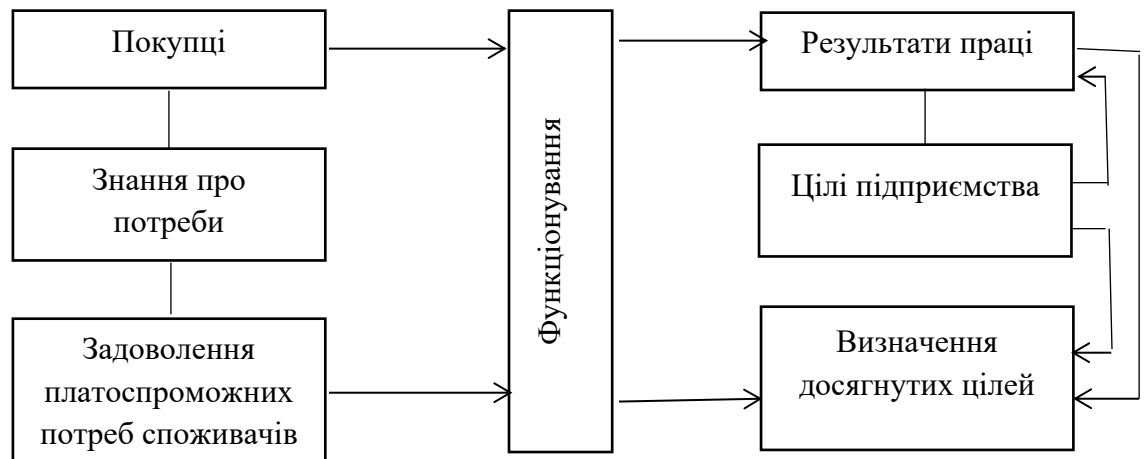 Покупці
Знання про
потреби
Задоволення
платоспроможних
потреб споживачів
Функціонування
Результати праці
Цілі підприємства
Визначення
досягнутих цілей